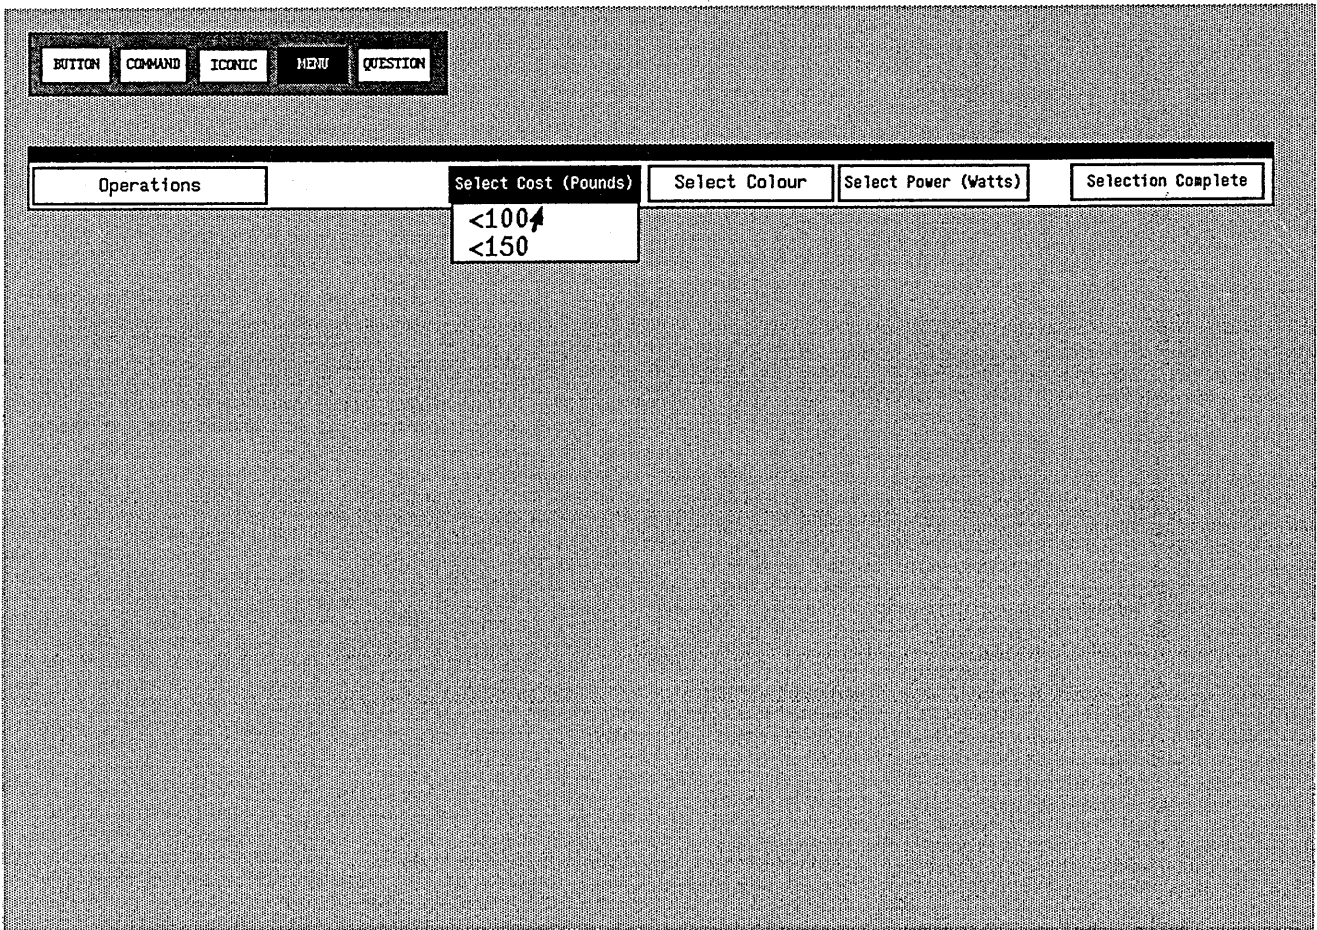 BUTTON COMMAND ICONIC MENU QUESTION
Operations Select Cost (Pounds) Select Colour Select Power (Watts) Selection Complete
<100
<150